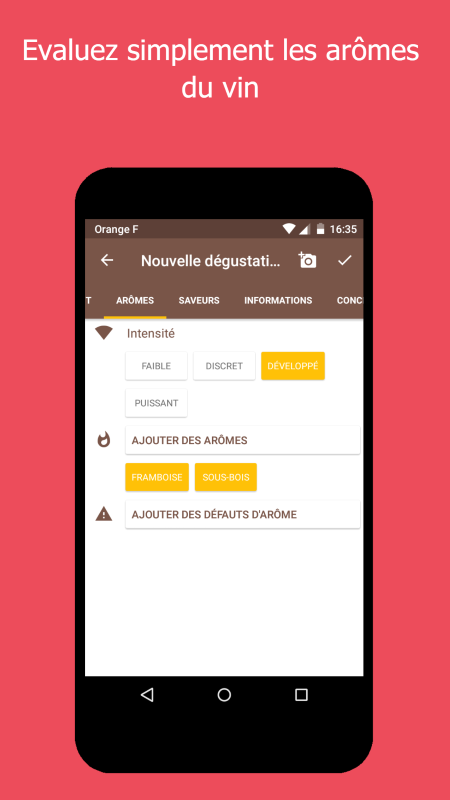 Evaluez simplement les arômes
du vin
Orange F 16:35
Nouvelle dégustati...
T ARÔMES SAVEURS INFORMATIONS CONC
Intensité
FAIBLE DISCRET DÉVELOPPÉ
PUISSANT
AJOUTER DES ARÔMES
FRAMBOISE SOUS-BOIS
AJOUTER DES DÉFAUTS D'ARÔME